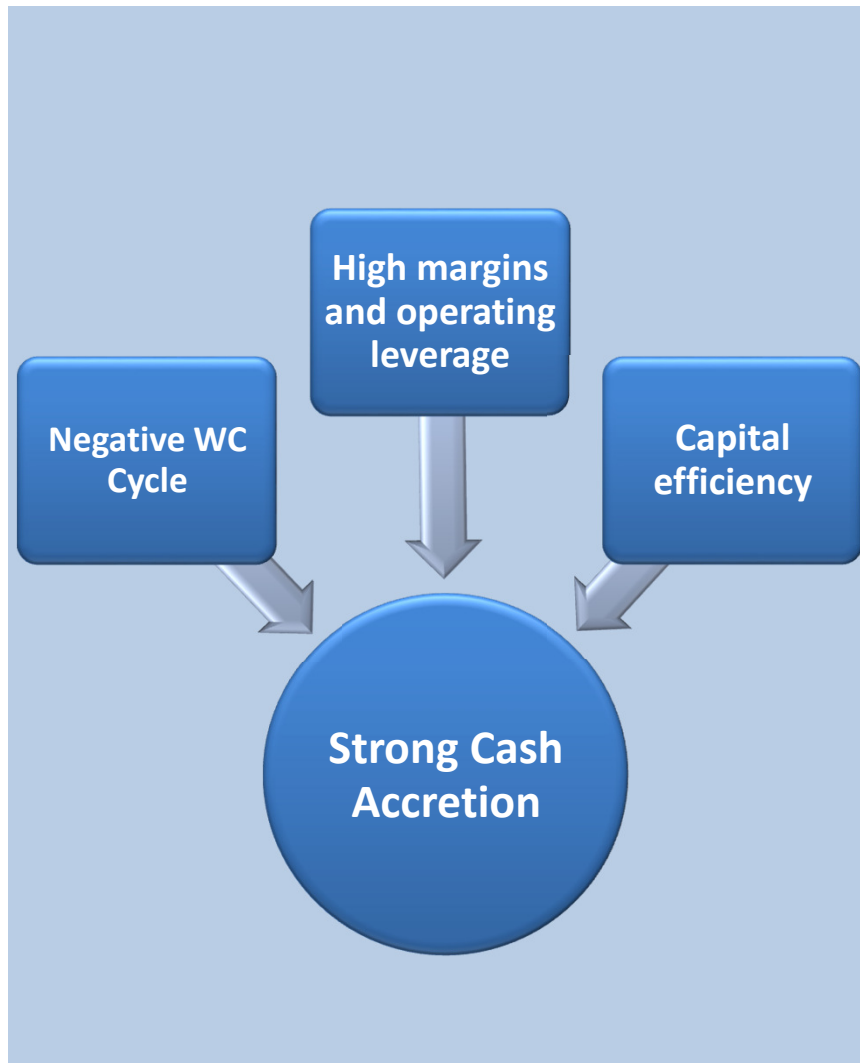 High margins
and operating
leverage
Negative WC
Cycle
Capital
efficiency
Strong Cash
Accretion